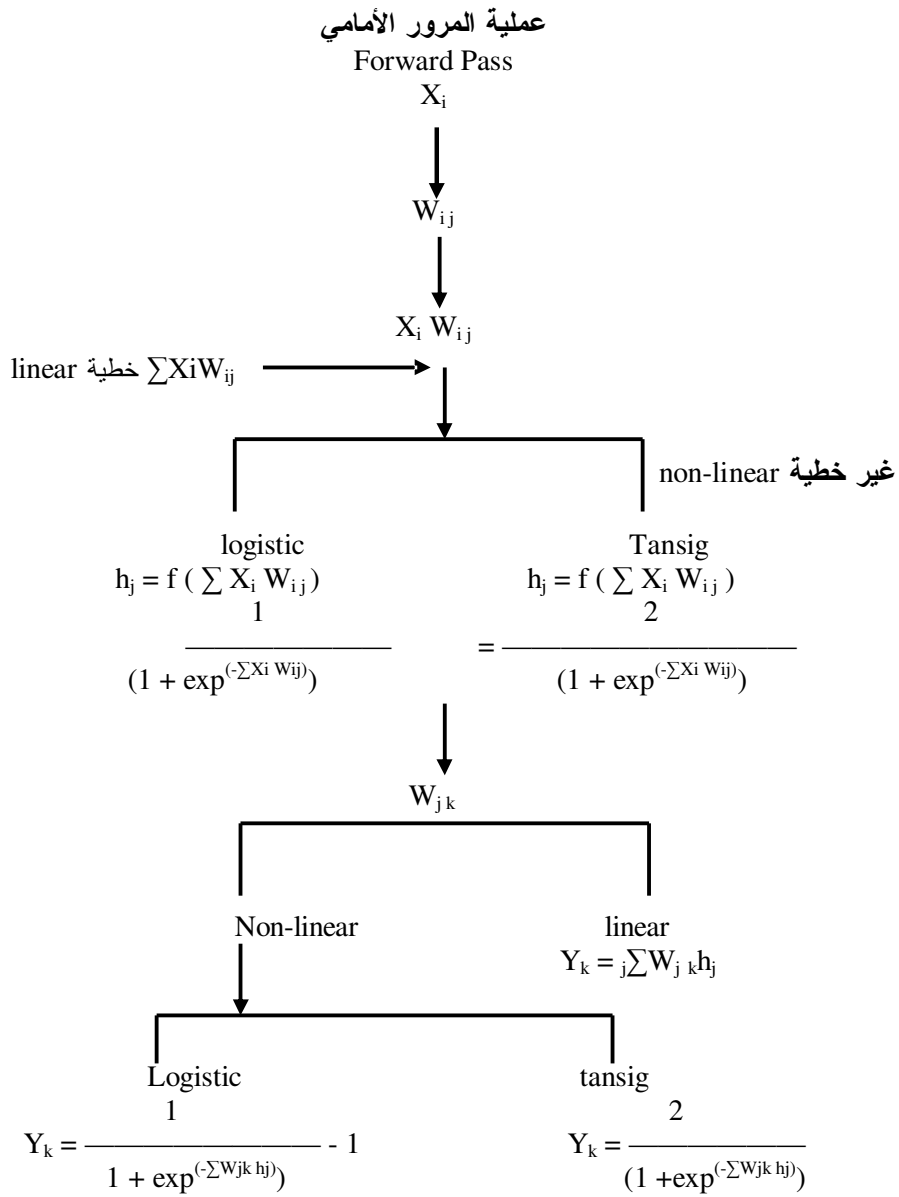 عملية المرور الأمامي
Forward Pass
Xi
Wij
Xi Wij
linear خطية ∑XiWij
non-linear غير خطية
logistic
hj = f ( ∑ Xi Wij )
1
(1 + exp(-∑Xi Wij))
Tansig
hj = f ( ∑ Xi Wij )
2
=
(1 + exp(-∑Xi Wij))
Wjk
Non-linear
linear
Yk = j∑Wj khj
Logistic
1
Yk = ———————— - 1
1 + exp(-∑Wjk hj)
tansig
2
Yk = ————————
(1 +exp(-∑Wjk hj))